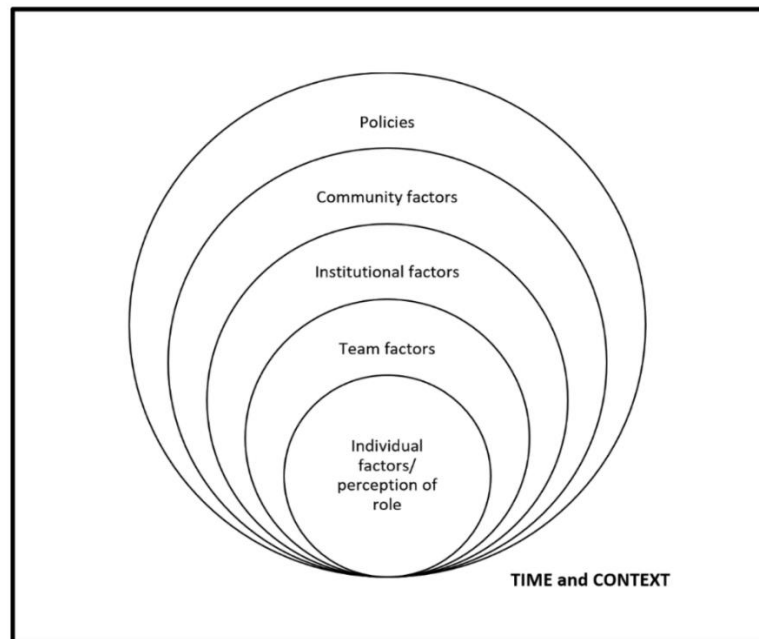 Policies
Community factors
Institutional factors
Team factors
Individual
factors/
perception of
role
TIME and CONTEXT